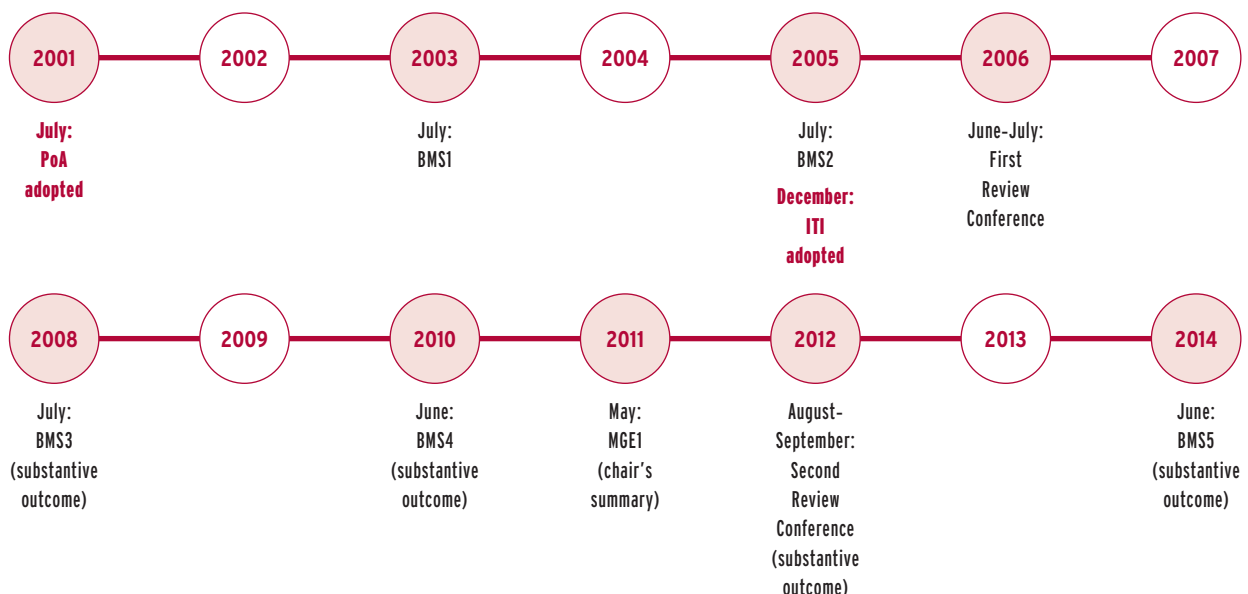 2001
2002
2003
2004
2005
2006
2007
July:
PoA
adopted
July:
BMS1
July:
BMS2
December:
ITI
adopted
June-July:
First
Review
Conference
2008
2009
2010
2011
2012
2013
2014
July:
BMS3
(substantive
outcome)
June:
BMS4
(substantive
outcome)
May:
MGE1
(chair's
summary)
August-
September:
Second
Review
Conference
(substantive
outcome)
June:
BMS5
(substantive
outcome)